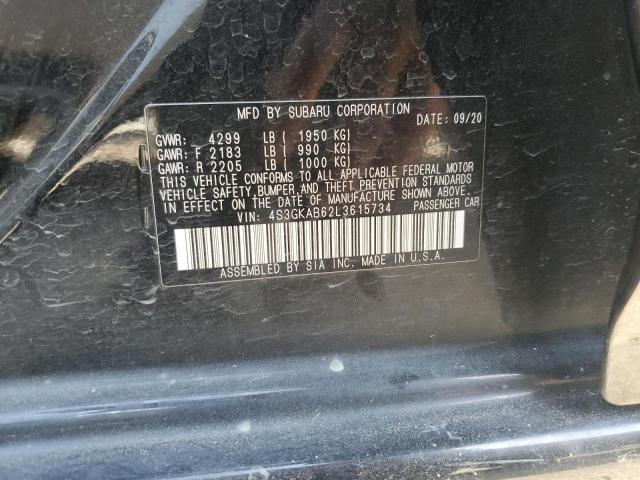 MFD BY SUBARU CORPORATION
DATE: 09/20
GVWR: 4299 LB ( 1950 KG)
GAWR: F 2183 LB ( 990 KG)
GAWR: R 2205 LB ( 1000 KG)
THIS VEHICLE CONFORMS TO ALL APPLICABLE FEDERAL MOTOR
VEHICLE SAFETY,BUMPER,AND THEFT PREVENTION STANDARDS
IN EFFECT ON THE DATE OF MANUFACTURE SHOWN ABOVE.
VIN: 4S3GKAB62L3615734 PASSENGER CAR
ASSEMBLED BY SIA INC. MADE IN U.S.A.